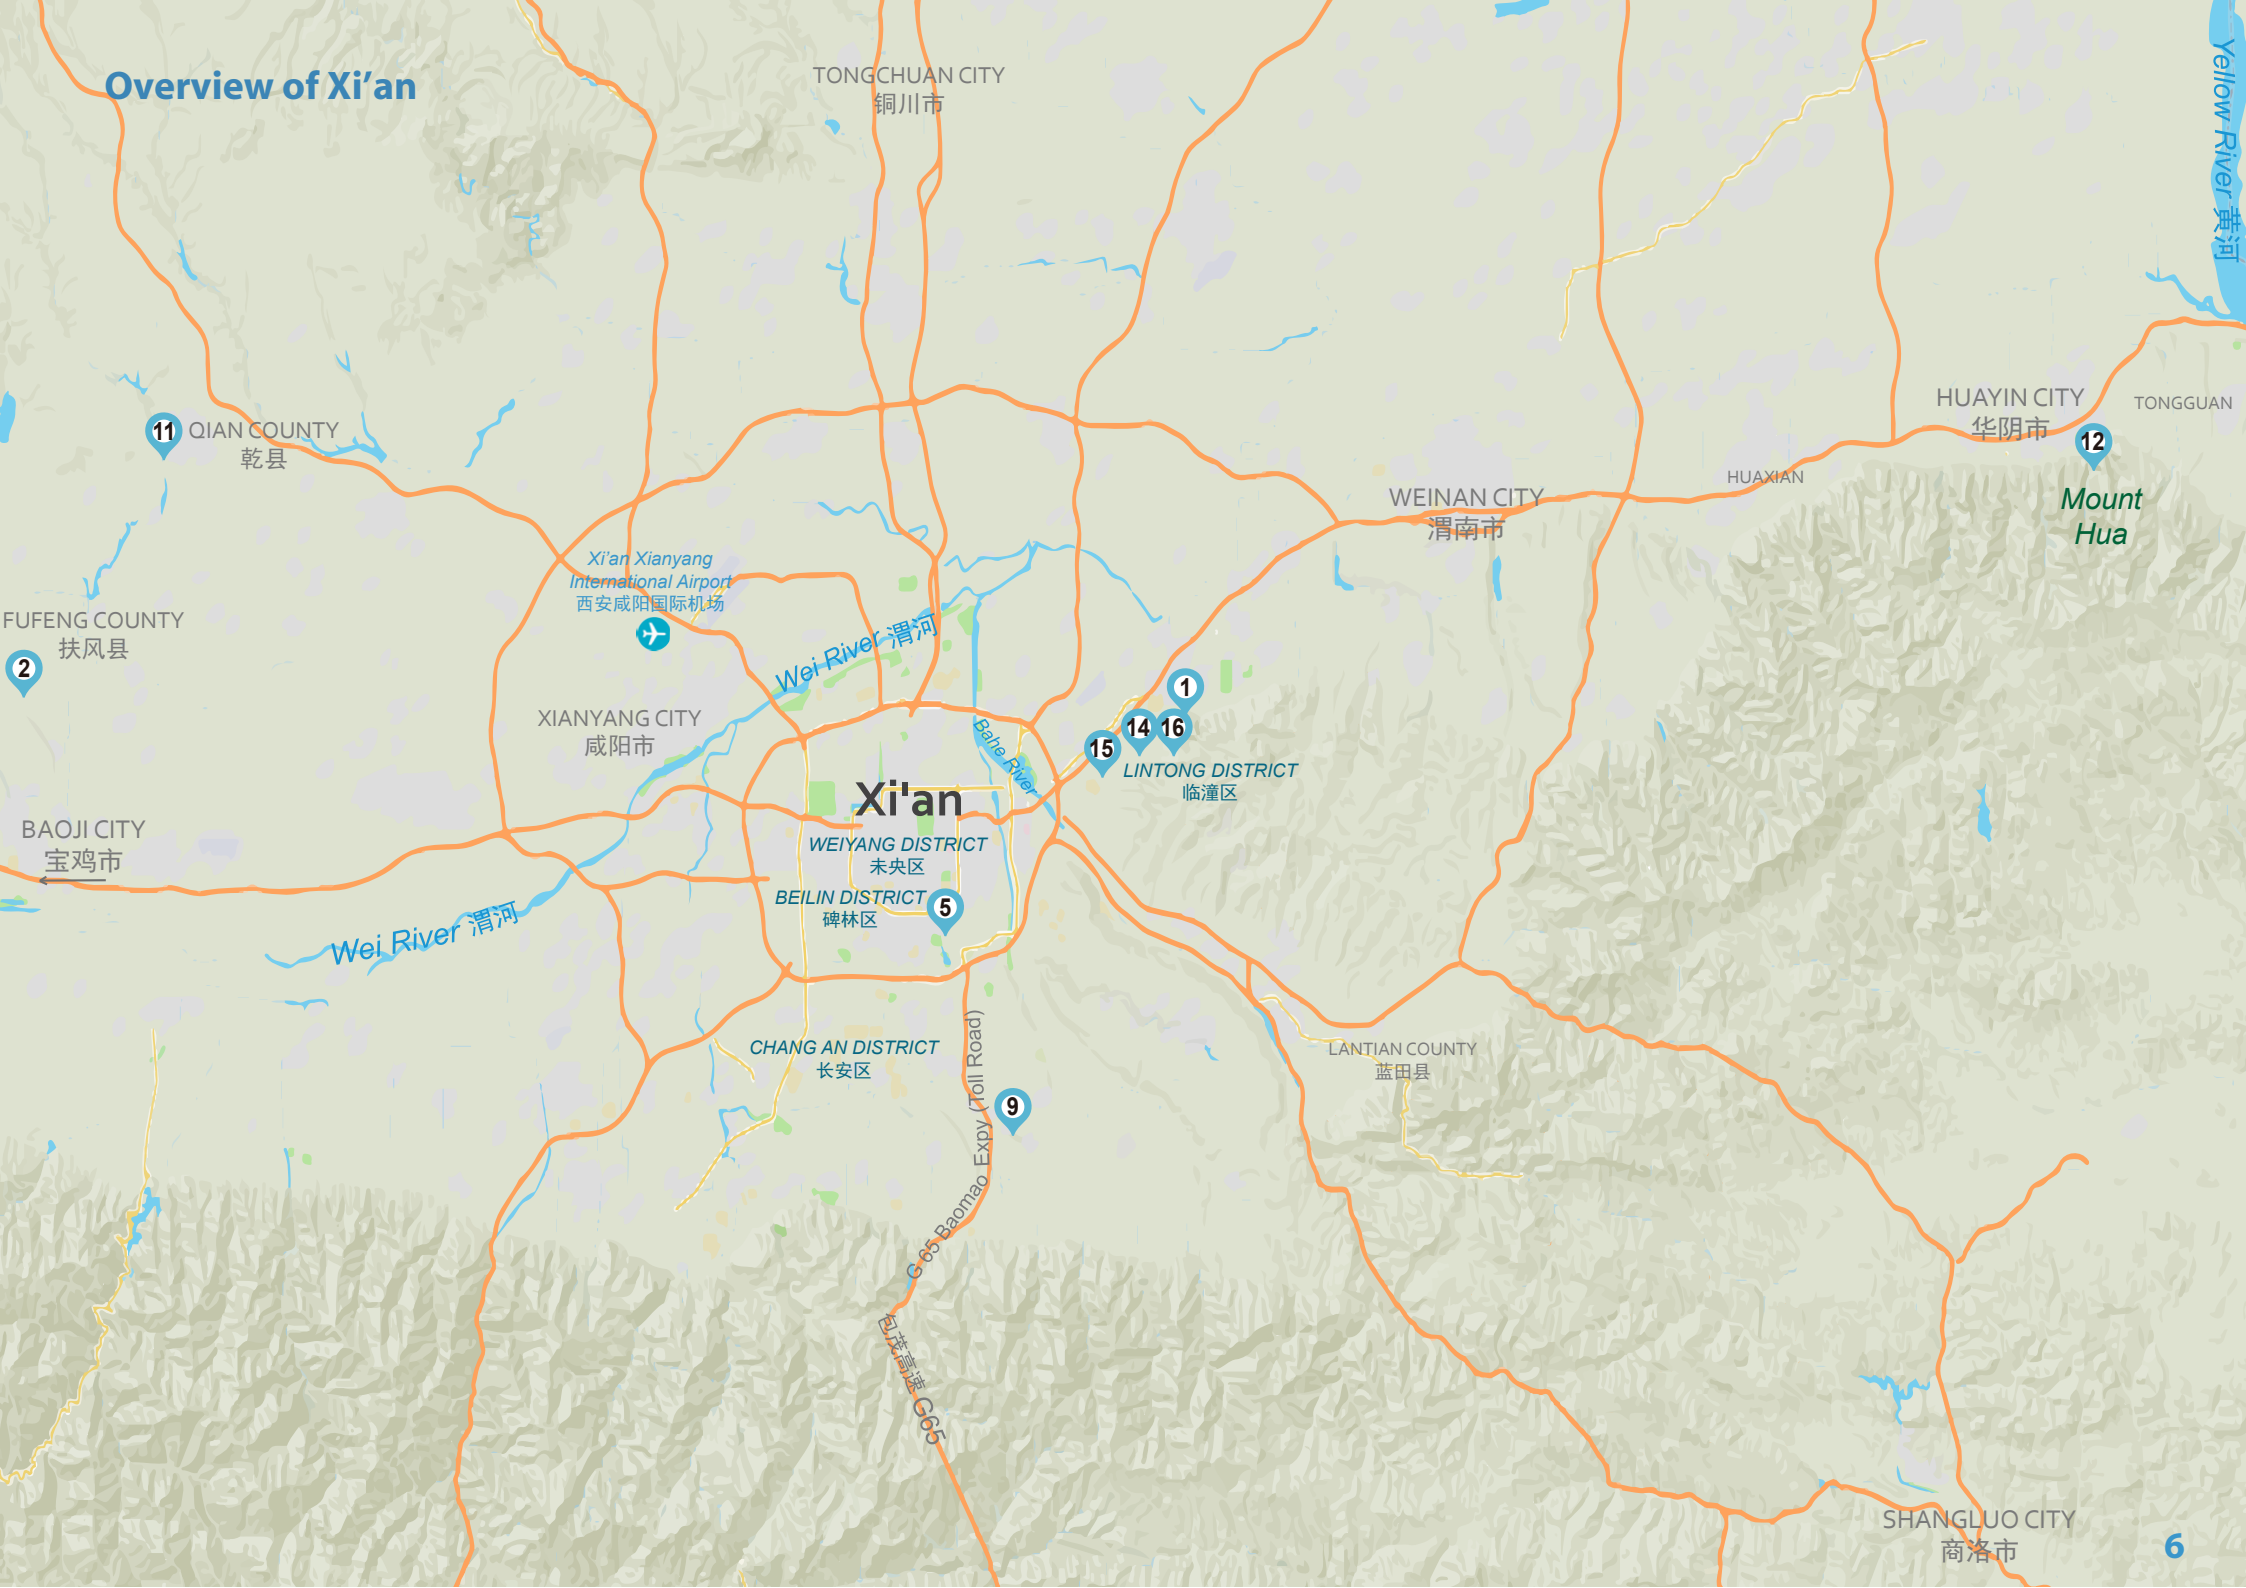 Overview of Xi’an
TONGCHUAN CITY
铜川市
Yellow River 黄河
HUAYIN CITY
华阴市
TONGGUAN
12
Mount
Hua
11
QIAN COUNTY
乾县
HUAXIAN
WEINAN CITY
渭南市
Xi’an Xianyang
International Airport
西安咸阳国际机场
FUFENG COUNTY
扶风县
2
Wei River 渭河
1
14
16
15
LINTONG DISTRICT
临潼区
XIANYANG CITY
咸阳市
Bahe River
Xi'an
BAOJI CITY
宝鸡市
WEIYANG DISTRICT
未央区
BEILIN DISTRICT
碑林区
5
Wei River 渭河
CHANG AN DISTRICT
长安区
LANTIAN COUNTY
蓝田县
9
G 65 Baomao Expy (Toll Road)
包茂高速 G65
SHANGLUO CITY
商洛市
6